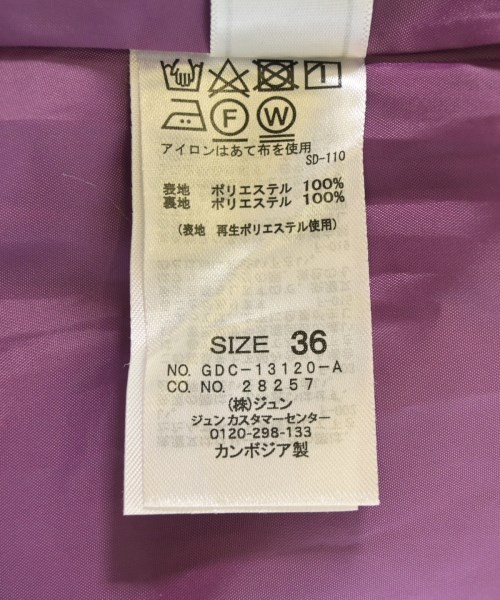 F W
アイロンはあて布を使用
SD-110
表地 ポリエステル 100%
裏地 ポリエステル 100%
(表地 再生ポリエステル使用)
SIZE 36
NO. GDC-13120-A
CO. NO. 28257
(株)ジュン
ジュンカスタマーセンター
0120-298-133
カンボジア製